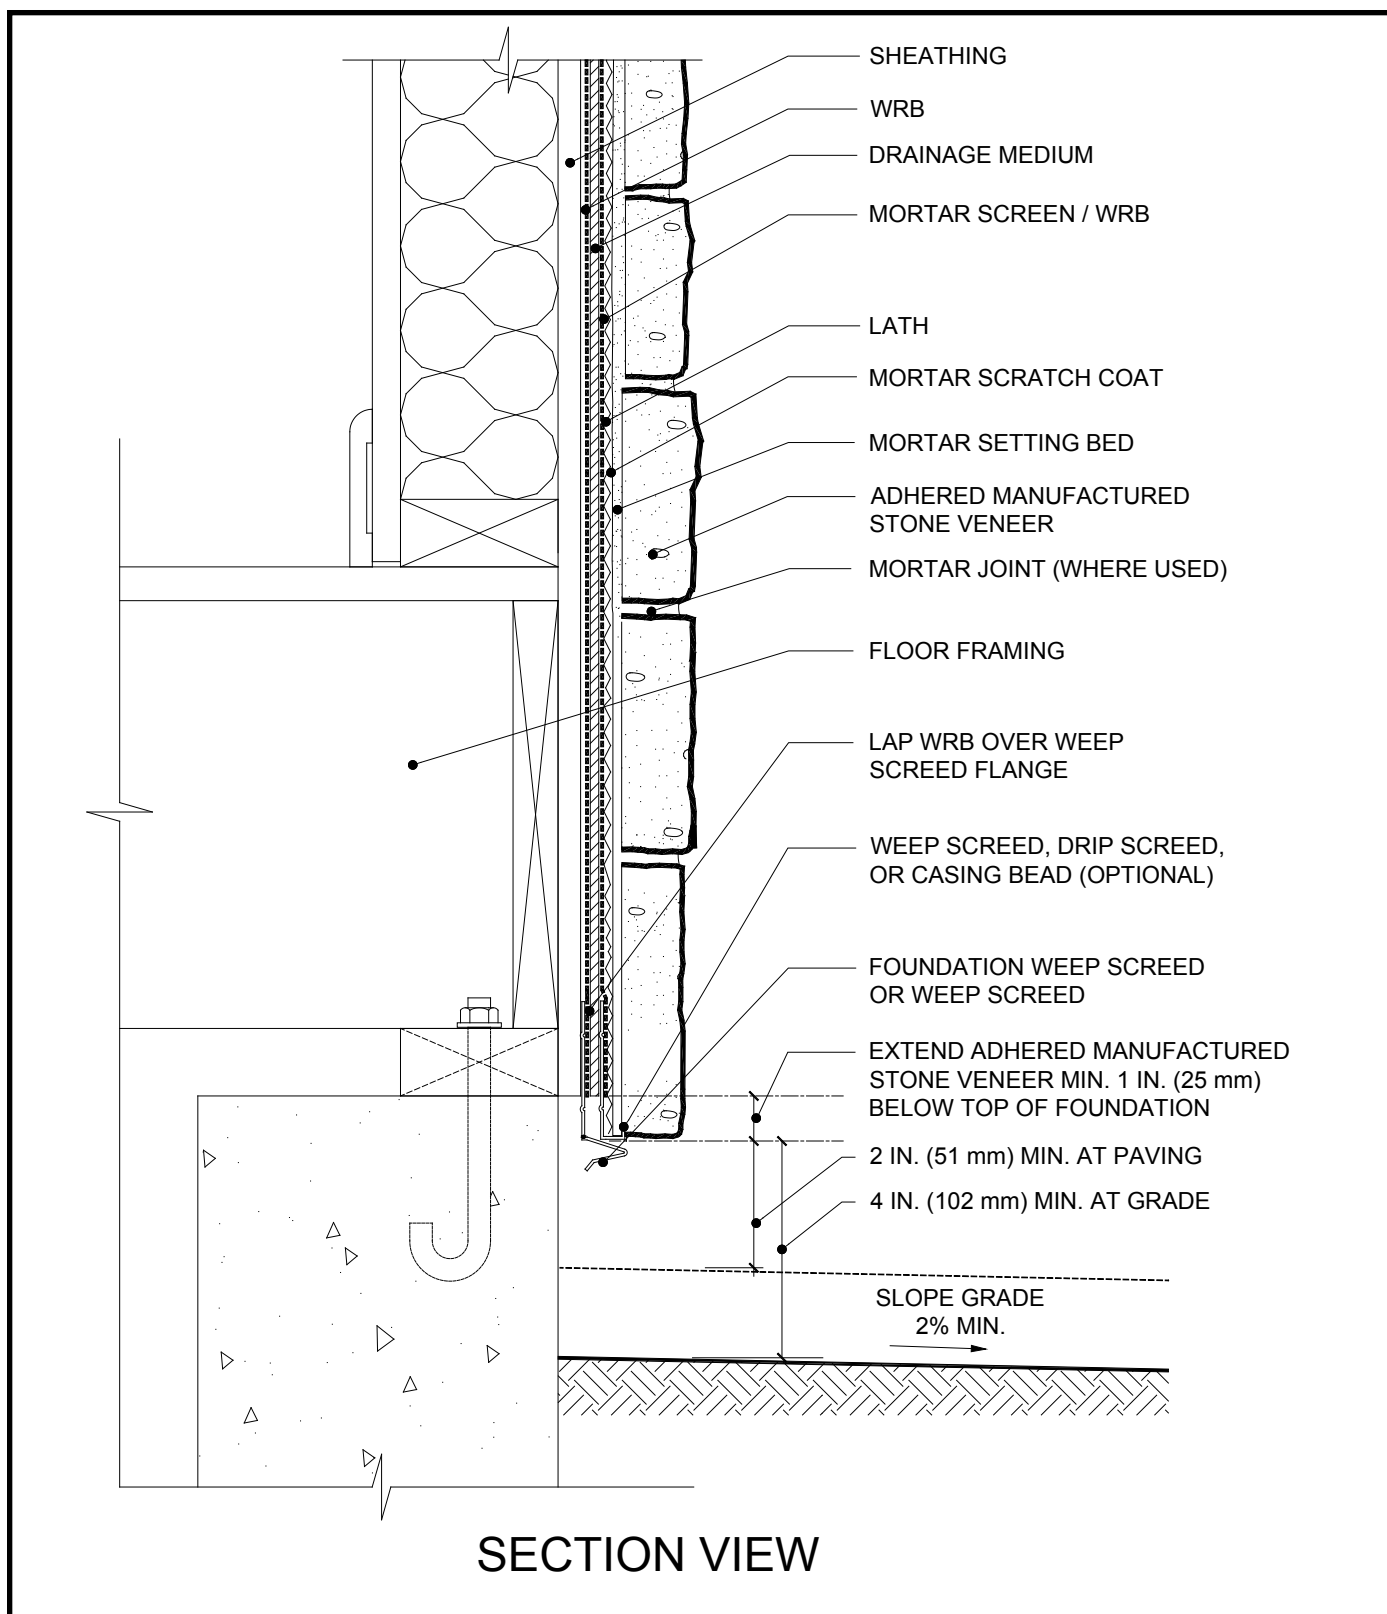 SHEATHING
WRB
DRAINAGE MEDIUM
MORTAR SCREEN / WRB
LATH
MORTAR SCRATCH COAT
MORTAR SETTING BED
ADHERED MANUFACTURED
STONE VENEER
MORTAR JOINT (WHERE USED)
FLOOR FRAMING
LAP WRB OVER WEEP
SCREED FLANGE
WEEP SCREED, DRIP SCREED,
OR CASING BEAD (OPTIONAL)
FOUNDATION WEEP SCREED
OR WEEP SCREED
EXTEND ADHERED MANUFACTURED
STONE VENEER MIN. 1 IN. (25 mm)
BELOW TOP OF FOUNDATION
2 IN. (51 mm) MIN. AT PAVING
4 IN. (102 mm) MIN. AT GRADE
SLOPE GRADE
2% MIN.
SECTION VIEW